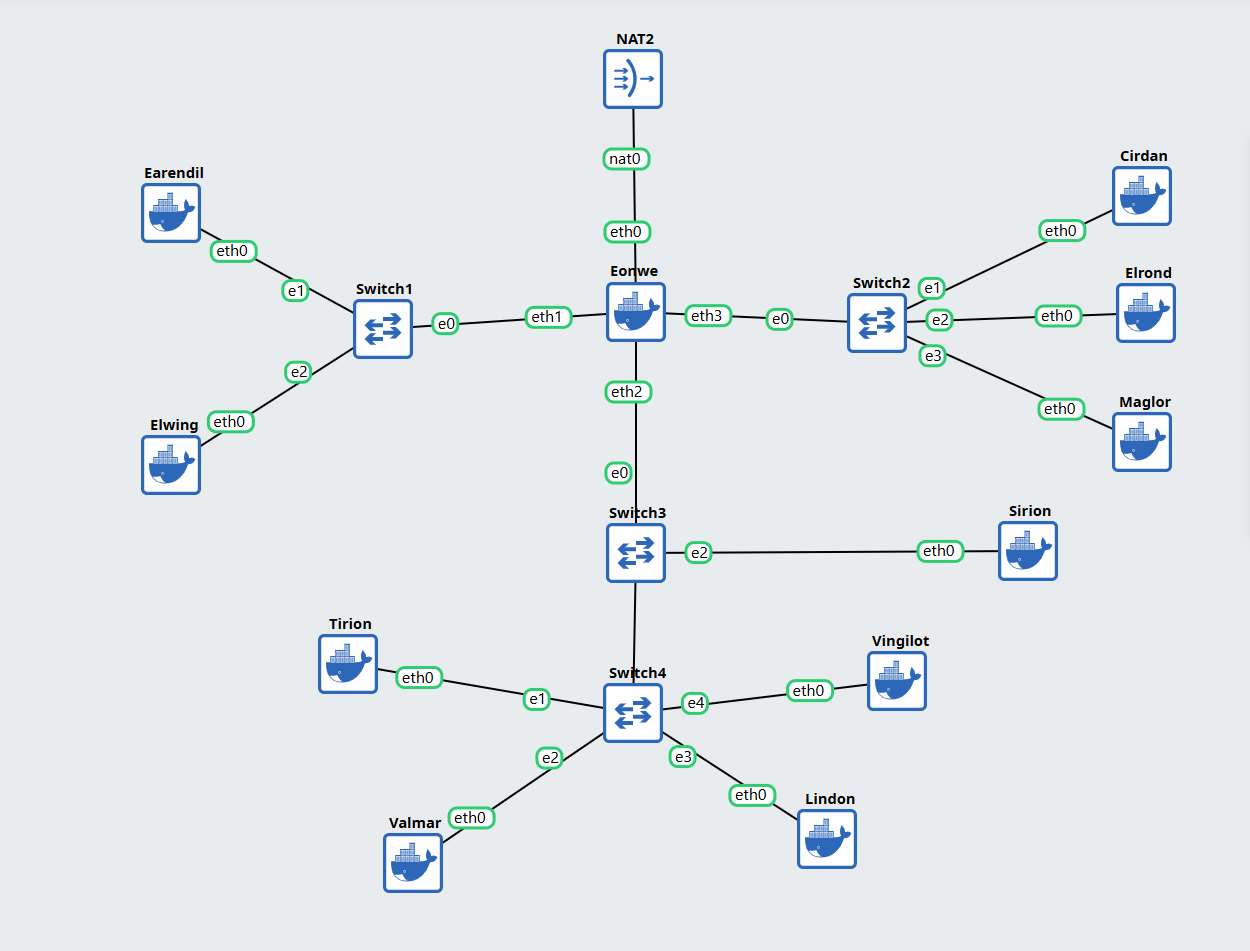 NAT2
nat0
eth0
Earendil
eth0
e1
Switch1
e0
eth1
Eonwe
eth3
e0
Switch2
e1
eth0
Cirdan
e2
eth0
Elrond
e3
eth0
Maglor
e2
eth0
Elwing
eth2
e0
Switch3
e2
eth0
Sirion
Tirion
eth0
e1
Switch4
e4
eth0
Vingilot
e2
eth0
Valmar
e3
eth0
Lindon